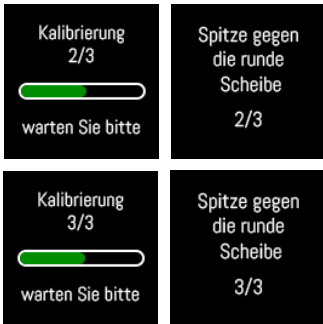 Kalibrierung
2/3
warten Sie bitte
Spitze gegen
die runde
Scheibe
2/3
Kalibrierung
3/3
warten Sie bitte
Spitze gegen
die runde
Scheibe
3/3